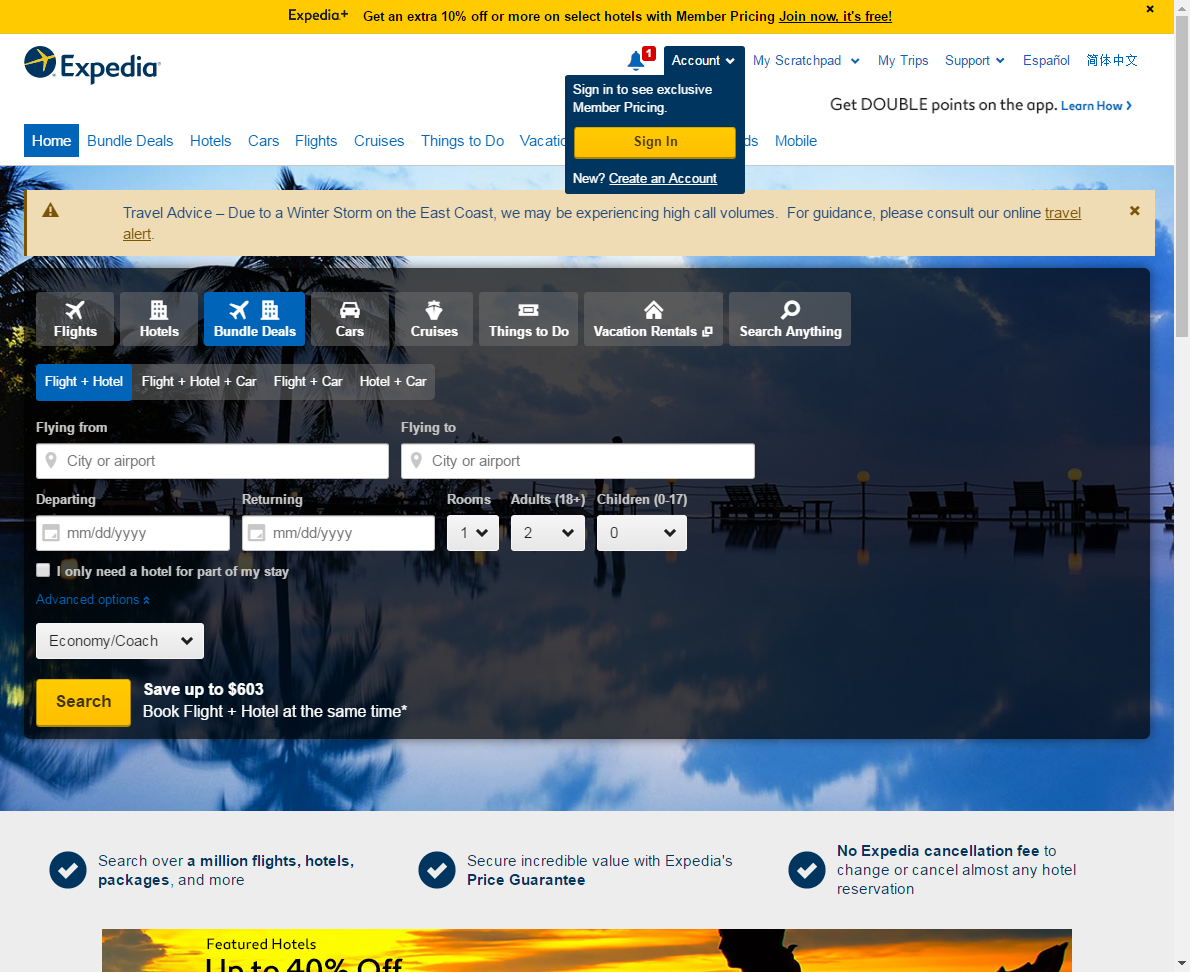 Expedia+ Get an extra 10% off or more on select hotels with Member Pricing Join now, it's free!
Expedia
1
Account
My Scratchpad
My Trips
Support
Español
简体中文
Sign in to see exclusive
Member Pricing.
Get DOUBLE points on the app. Learn How
Sign In
New? Create an Account
Home
Bundle Deals
Hotels
Cars
Flights
Cruises
Things to Do
Mobile
Travel Advice – Due to a Winter Storm on the East Coast, we may be experiencing high call volumes.  For guidance, please consult our online travel
alert.
Flights
Hotels
Bundle Deals
Cars
Cruises
Things to Do
Vacation Rentals
Search Anything
Flight + Hotel
Flight + Hotel + Car
Flight + Car
Hotel + Car
Flying from
Flying to
City or airport
City or airport
Departing
Returning
Rooms
Adults (18+)
Children (0-17)
mm/dd/yyyy
mm/dd/yyyy
1
2
0
I only need a hotel for part of my stay
Advanced options
Economy/Coach
Search
Save up to $603
Book Flight + Hotel at the same time*
Search over a million flights, hotels,
packages, and more
Secure incredible value with Expedia's
Price Guarantee
No Expedia cancellation fee to
change or cancel almost any hotel
reservation
Featured Hotels
Up to 40% Off